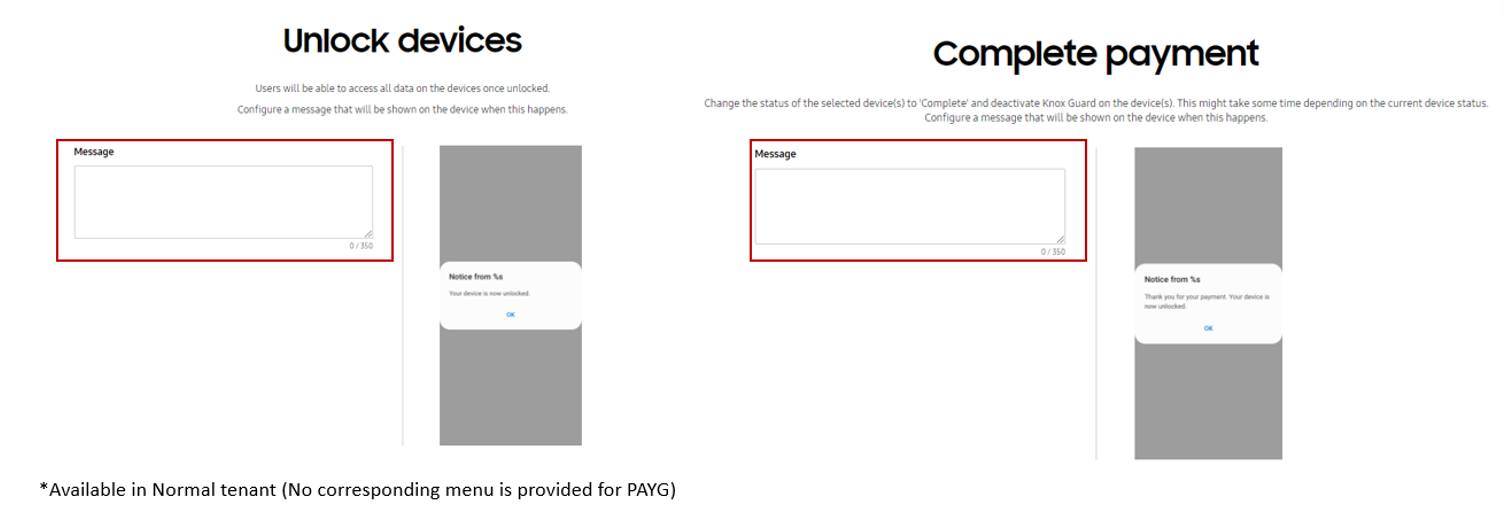 Unlock devices
Users will be able to access all data on the devices once unlocked.
Configure a message that will be shown on the device when this happens.
Message
0 / 350
Notice from %s
Your device is now unlocked.
OK
Complete payment
Change the status of the selected device(s) to 'Complete' and deactivate Knox Guard on the device(s). This might take some time depending on the current device status.
Configure a message that will be shown on the device when this happens.
Message
0 / 350
Notice from %s
Thank you for your payment. Your device is
now unlocked.
OK
*Available in Normal tenant (No corresponding menu is provided for PAYG)